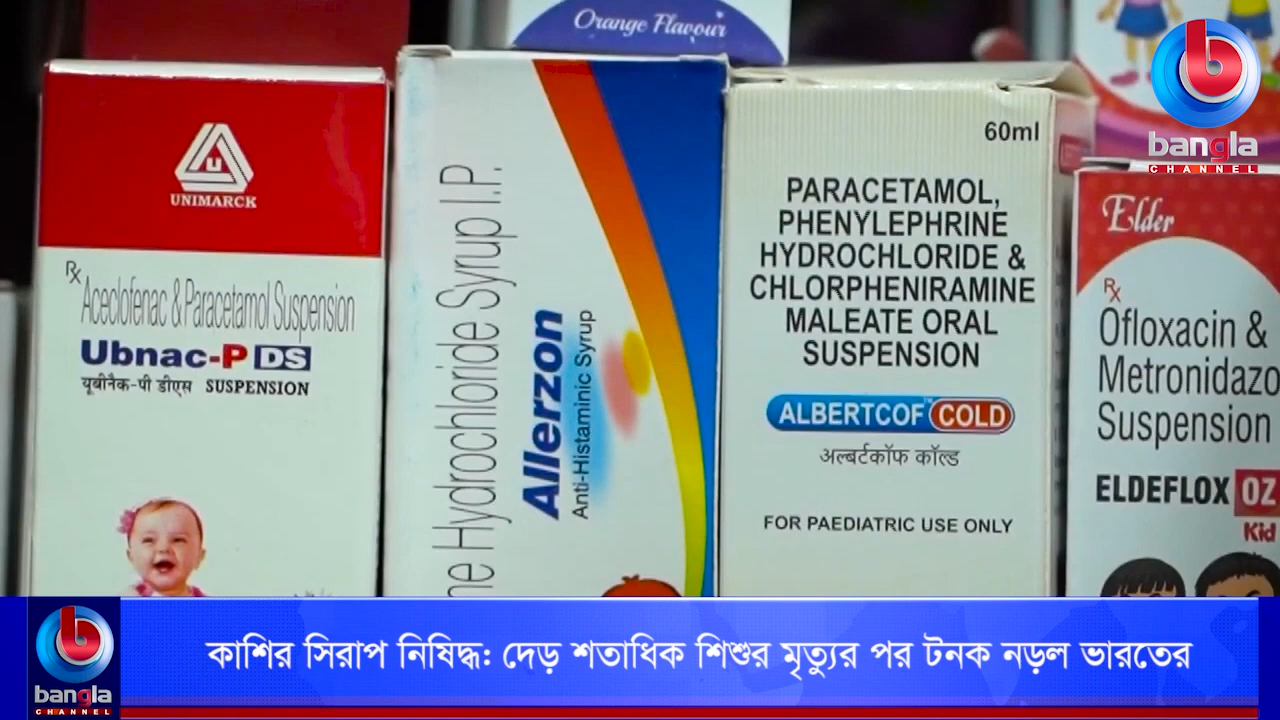 Orange Flavour
UNIMARCK
Rx
Aceclofenac & Paracetamol Suspension
Ubnac-P DS
यूबीनैक-पी डीएस SUSPENSION
Hydrochloride Syrup I.P.
Allerzon
Anti-Histaminic Syrup
60ml
PARACETAMOL,
PHENYLEPHRINE
HYDROCHLORIDE &
CHLORPHENIRAMINE
MALEATE ORAL
SUSPENSION
ALBERTCOF™ COLD
अल्बर्टकॉफ कॉल्ड
FOR PAEDIATRIC USE ONLY
Elder
Rx
Ofloxacin &
Metronidazo
Suspension
ELDEFLOX OZ
Kid
b
bangla
CHANNEL
b
bangla
CHANNEL
কাশির সিরাপ নিষিদ্ধ: দেড় শতাধিক শিশুর মৃত্যুর পর টনক নড়ল ভারতের